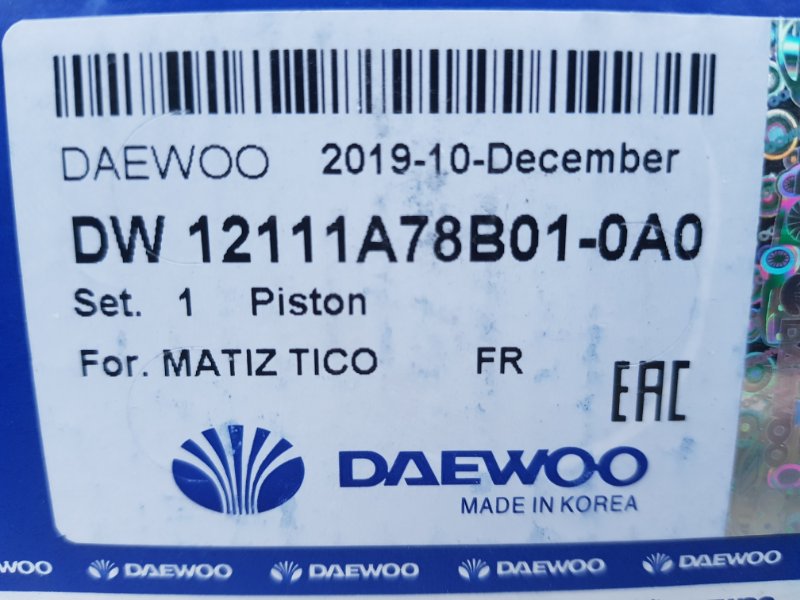 DAEWOO 2019-10-December
DW 12111A78B01-0A0
Set. 1 Piston
For. MATIZ TICO FR
EAC
DAEWOO
MADE IN KOREA
DAEWOO DAEWOO DAEWOO DAEWOO